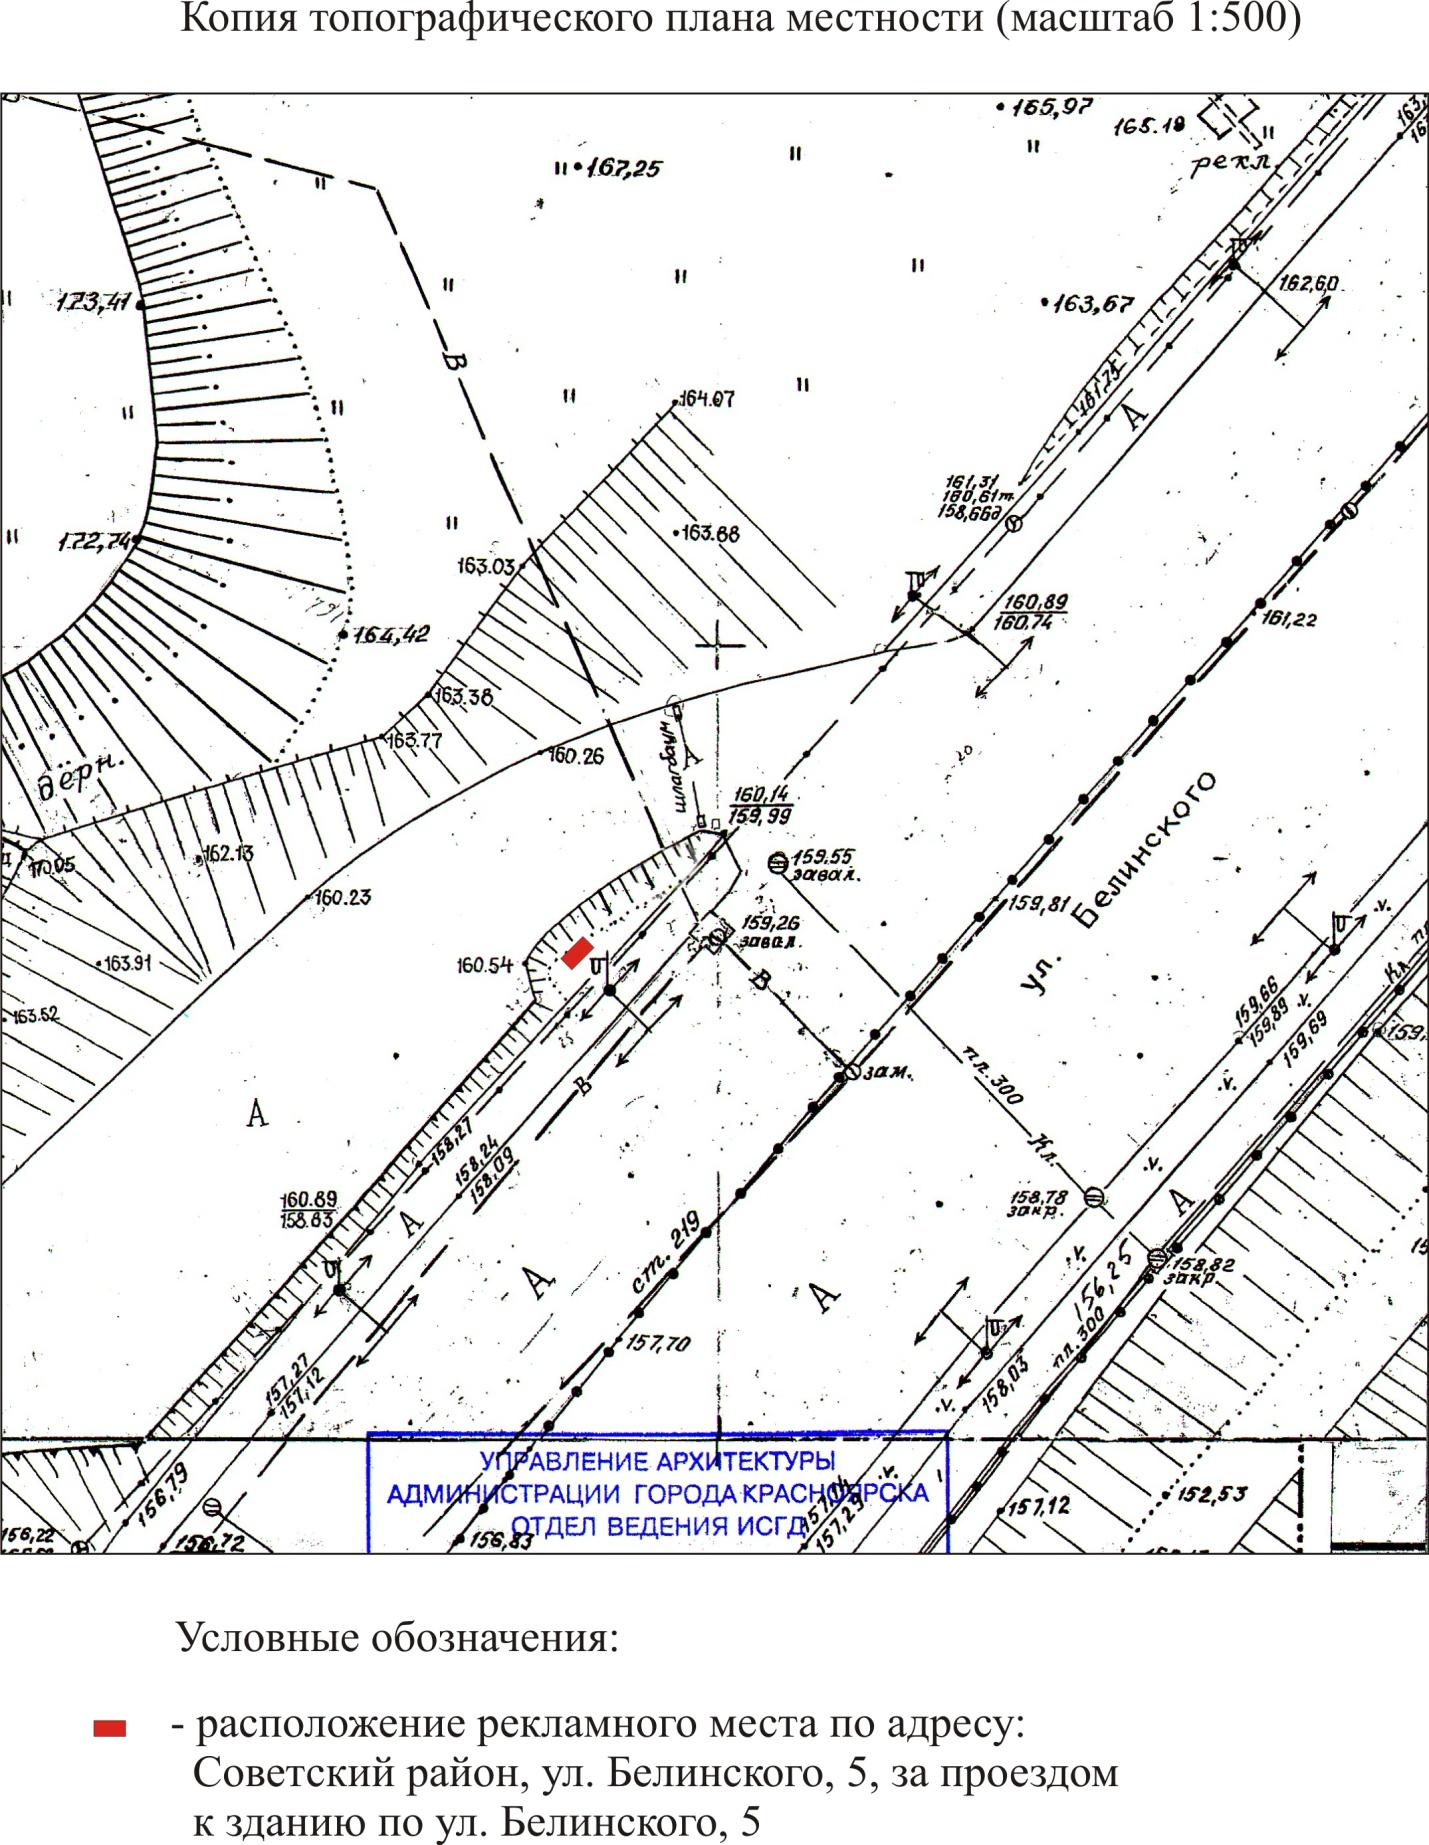 Копия топографического плана местности (масштаб 1:500)
165,97
165.18
рекл.
167,25
173,41
162,60
163,67
В
161,75
164.07
А
161,31
160,61т
158,66д
172,74
163.88
163.03
160,89
160.74
161,22
164,42
163.38
163.77
160.26
шлагбаум
А
20
дёрн.
160,14
159,99
ул. Белинского
162.13
159,55
завал.
160.23
159,81
159,26
завал.
163.91
160.54
В
159,66
159,89
159,69
Кл
163.52
25
зам.
пл.300
В
А
158,27
158,24
158,09
Кл.
158,78
закр.
А
160.89
158.83
А
ст. 219
А
А
156,25
158,82
закр.
пл.300
157,70
157,27
157,12
158,03
УПРАВЛЕНИЕ АРХИТЕКТУРЫ
АДМИНИСТРАЦИИ ГОРОДА КРАСНОЯРСКА
ОТДЕЛ ВЕДЕНИЯ ИСГД
156,79
157,29
157,12
152,53
156,22
156,72
156,83
Условные обозначения:
- расположение рекламного места по адресу:
Советский район, ул. Белинского, 5, за проездом
к зданию по ул. Белинского, 5